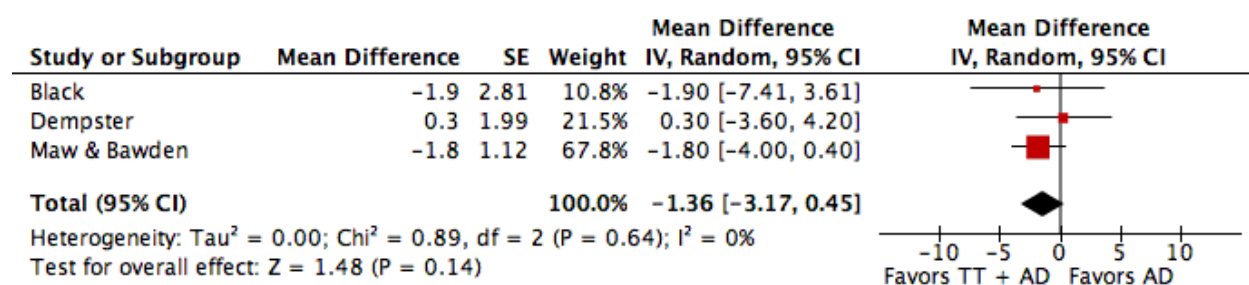 Mean Difference Mean Difference
Study or Subgroup Mean Difference SE Weight IV, Random, 95% CI IV, Random, 95% CI
Black −1.9 2.81 10.8% −1.90 [−7.41, 3.61]
Dempster 0.3 1.99 21.5% 0.30 [−3.60, 4.20]
Maw & Bawden −1.8 1.12 67.8% −1.80 [−4.00, 0.40]
Total (95% CI) 100.0% −1.36 [−3.17, 0.45]
Heterogeneity: Tau² = 0.00; Chi² = 0.89, df = 2 (P = 0.64); I² = 0%
Test for overall effect: Z = 1.48 (P = 0.14)
−10 −5 0 5 10
Favors TT + AD Favors AD